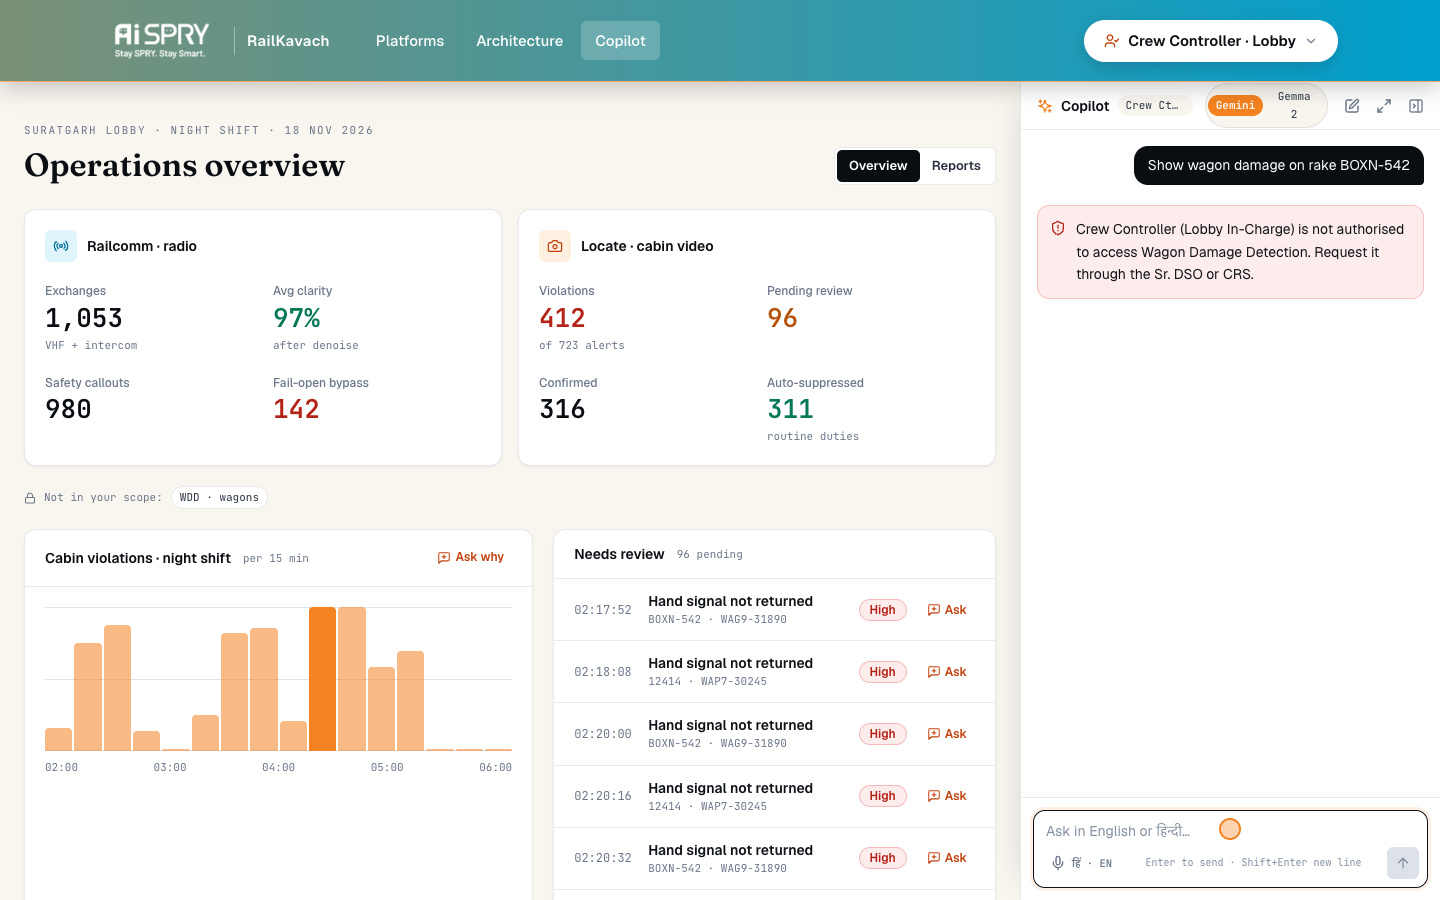 AiSPRY
Stay SPRY. Stay Smart.
RailKavach
Platforms
Architecture
Copilot
Crew Controller · Lobby
SURATGARH LOBBY · NIGHT SHIFT · 18 NOV 2026
Operations overview
Overview
Reports
Railcomm · radio
Exchanges
1,053
VHF + intercom
Avg clarity
97%
after denoise
Safety callouts
980
Fail-open bypass
142
Locate · cabin video
Violations
412
of 723 alerts
Pending review
96
Confirmed
316
Auto-suppressed
311
routine duties
Not in your scope:
WDD · wagons
Cabin violations · night shift
per 15 min
Ask why
02:00
03:00
04:00
05:00
06:00
Needs review
96 pending
02:17:52
Hand signal not returned
BOXN-542 · WAG9-31890
High
Ask
02:18:08
Hand signal not returned
12414 · WAP7-30245
High
Ask
02:20:00
Hand signal not returned
BOXN-542 · WAG9-31890
High
Ask
02:20:16
Hand signal not returned
12414 · WAP7-30245
High
Ask
02:20:32
Hand signal not returned
BOXN-542 · WAG9-31890
High
Ask
Copilot
Crew Ct…
Gemini
Gemma
2
Show wagon damage on rake BOXN-542
Crew Controller (Lobby In-Charge) is not authorised
to access Wagon Damage Detection. Request it
through the Sr. DSO or CRS.
Ask in English or हिन्दी…
हिं · EN
Enter to send · Shift+Enter new line